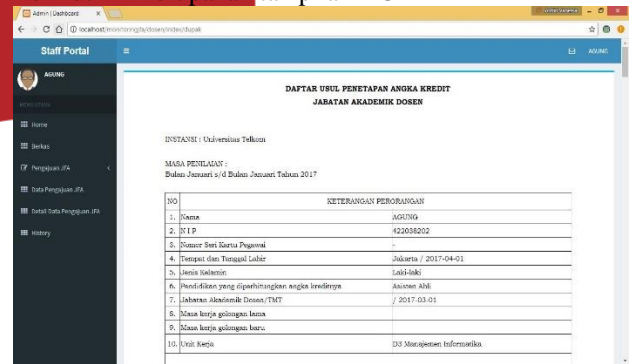 Admin | Dashboard
localhost/monitoringjfa/dosen/index/dupak
Staff Portal
AGUNG
AGUNG
Home
Berkas
Pengajuan JFA
Data Pengajuan JFA
Detail Data Pengajuan JFA
History
DAFTAR USUL PENETAPAN ANGKA KREDIT
JABATAN AKADEMIK DOSEN
INSTANSI : Universitas Telkom
MASA PENILAIAN :
Bulan Januari s/d Bulan Januari Tahun 2017
NO KETERANGAN PERORANGAN
1. Nama AGUNG
2. N I P 422038202
3. Nomor Seri Kartu Pegawai -
4. Tempat dan Tanggal Lahir Jakarta / 2017-04-01
5. Jenis Kelamin Laki-laki
6. Pendidikan yang diperhitungkan angka kreditnya Asisten Ahli
7. Jabatan Akademik Dosen/TMT / 2017-03-01
8. Masa kerja golongan lama
9. Masa kerja golongan baru
10. Unit Kerja D3 Manajemen Informatika